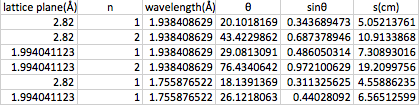 lattice plane(Å) n wavelength(Å) θ sinθ s(cm)
2.82 1 1.938408629 20.1018169 0.343689473 5.05213761
2.82 2 1.938408629 43.4229862 0.687378946 10.9133868
1.994041123 1 1.938408629 29.0813091 0.486050314 7.30893016
1.994041123 2 1.938408629 76.4340642 0.972100629 19.2099756
2.82 1 1.755876522 18.1391369 0.311325625 4.55886235
1.994041123 1 1.755876522 26.1218063 0.44028092 6.56512599